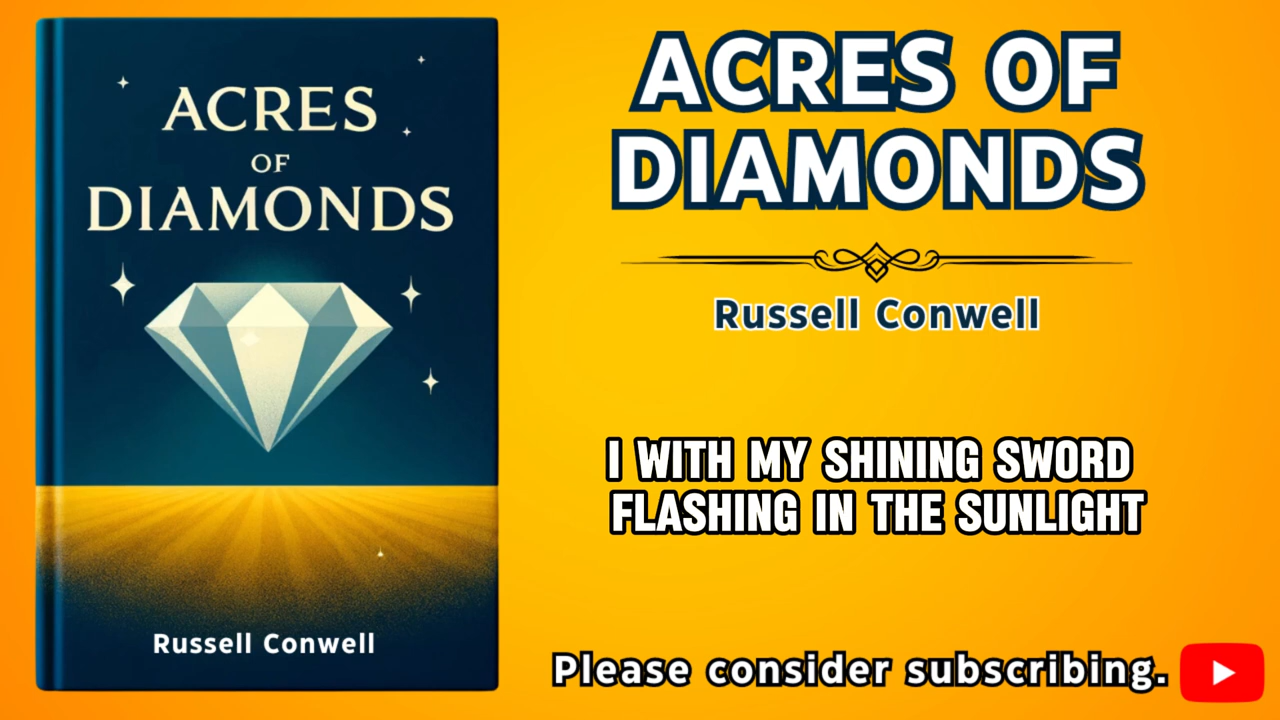 ACRES
OF
DIAMONDS
Russell Conwell
ACRES OF
DIAMONDS
Russell Conwell
I WITH MY SHINING SWORD
FLASHING IN THE SUNLIGHT
Please consider subscribing.